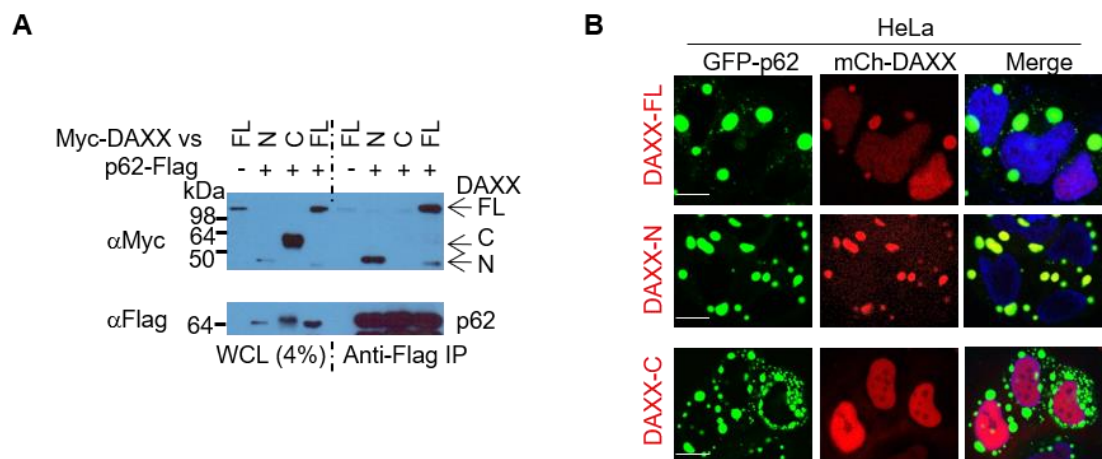 A
Myc-DAXX vs FL N C FL FL N C FL
p62-Flag - + + + - + + +
kDa DAXX
98 FL
αMyc 64 C
50 N
αFlag 64 p62
WCL (4%) Anti-Flag IP
B
HeLa
GFP-p62 mCh-DAXX Merge
DAXX-FL
DAXX-N
DAXX-C